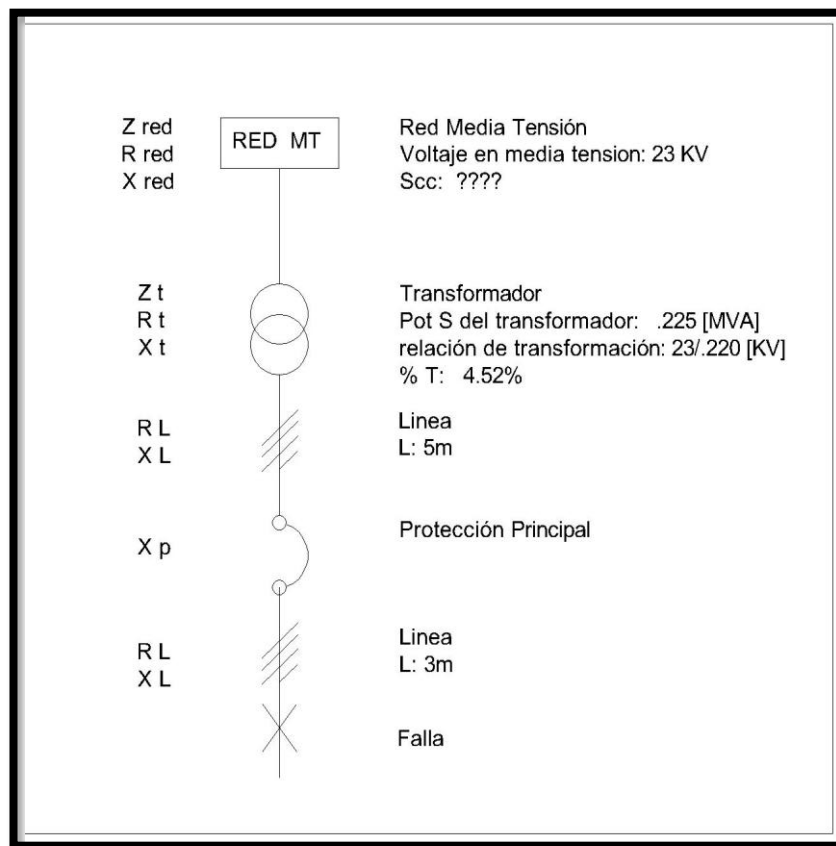 Z red
R red
X red
RED MT
Red Media Tensión
Voltaje en media tension: 23 KV
Scc: ????
Z t
R t
X t
Transformador
Pot S del transformador: .225 [MVA]
relación de transformación: 23/.220 [KV]
% T: 4.52%
R L
X L
Linea
L: 5m
X p
Protección Principal
R L
X L
Linea
L: 3m
Falla